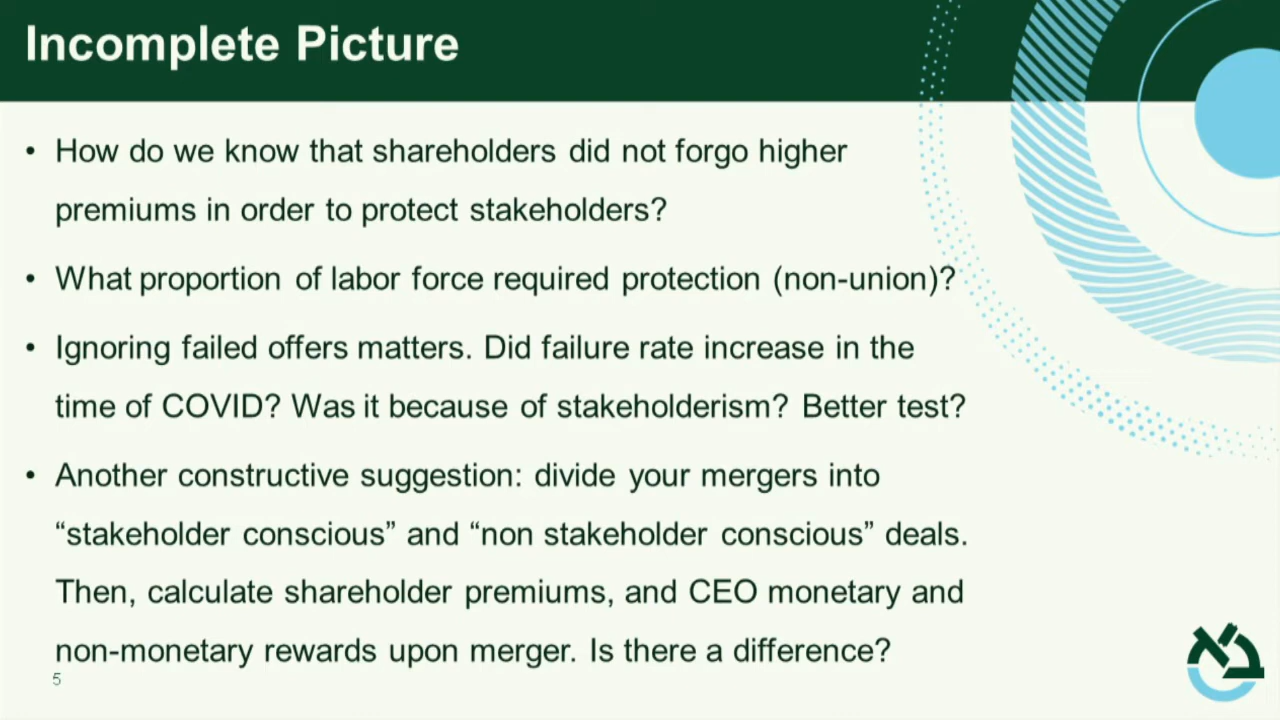 Incomplete Picture
• How do we know that shareholders did not forgo higher
premiums in order to protect stakeholders?
• What proportion of labor force required protection (non-union)?
• Ignoring failed offers matters. Did failure rate increase in the
time of COVID? Was it because of stakeholderism? Better test?
• Another constructive suggestion: divide your mergers into
“stakeholder conscious” and “non stakeholder conscious” deals.
Then, calculate shareholder premiums, and CEO monetary and
non-monetary rewards upon merger. Is there a difference?
5